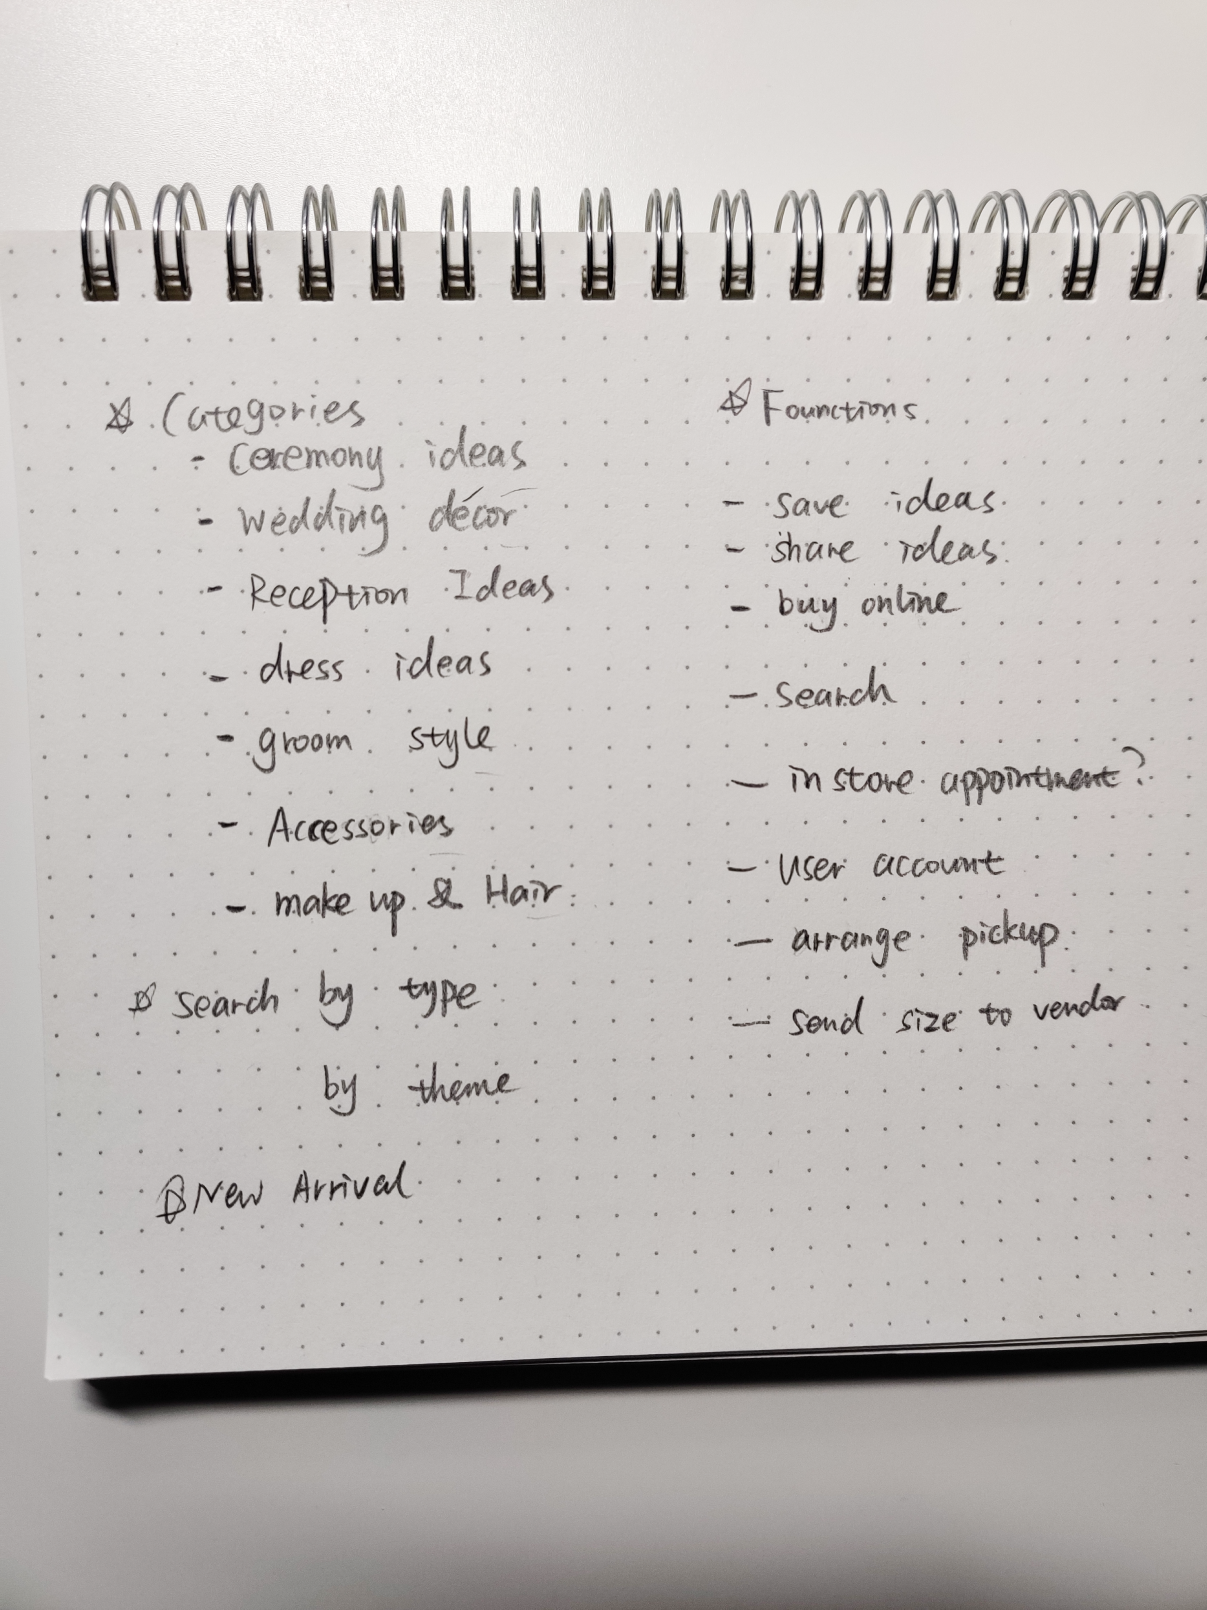 ☆ Categories
- Ceremony ideas
- wedding décor
- Reception Ideas
- dress ideas
- groom style
- Accessories
- make up & Hair
☆ search by type
by theme
☆ New Arrival
☆ Founctions
- save ideas
- share ideas
- buy online
- search
- in store appointment?
- User account
- arrange pickup
- send size to vendor